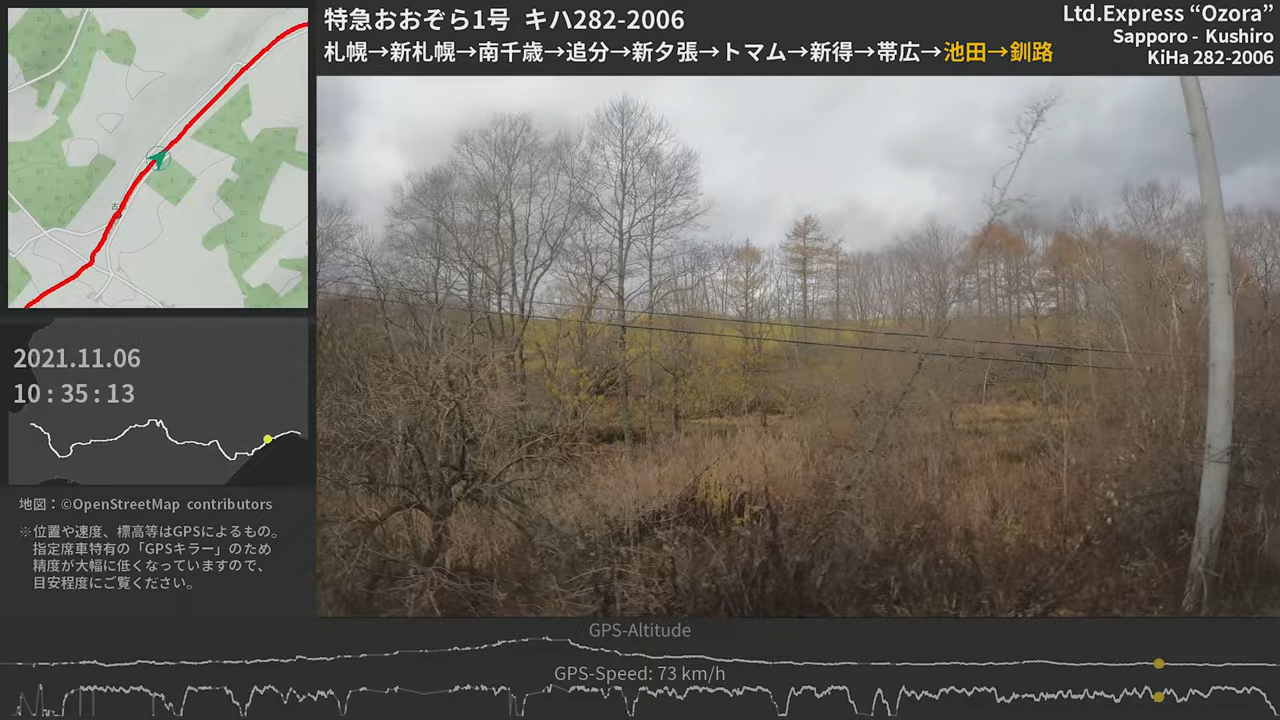 特急おおぞら1号 キハ282-2006
札幌→新札幌→南千歳→追分→新夕張→トマム→新得→帯広→池田→釧路
Ltd.Express “Ozora”
Sapporo - Kushiro
KiHa 282-2006
2021.11.06
10:35:13
地図：©OpenStreetMap contributors
※位置や速度、標高等はGPSによるもの。
指定席車特有の「GPSキラー」のため
精度が大幅に低くなっていますので、
目安程度にご覧ください。
GPS-Altitude
GPS-Speed: 73 km/h